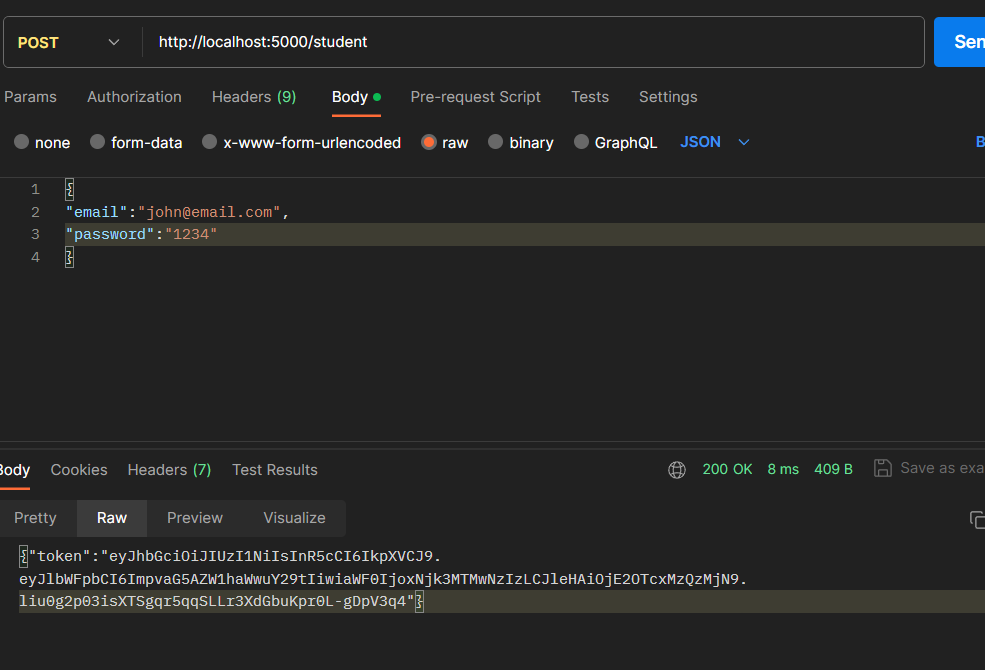 POST
http://localhost:5000/student
Sen
Params Authorization Headers (9) Body Pre-request Script Tests Settings
none form-data x-www-form-urlencoded raw binary GraphQL JSON B
1 {
2 "email":"john@email.com",
3 "password":"1234"
4 }
Body Cookies Headers (7) Test Results 200 OK 8 ms 409 B Save as exa
Pretty Raw Preview Visualize
{"token":"eyJhbGciOiJIUzI1NiIsInR5cCI6IkpXVCJ9.
eyJlbWFpbCI6ImpvaG5AZW1haWwuY29tIiwiaWF0IjoxNjk3MTMwNzIzLCJleHAiOjE2OTcxMzQzMjN9.
liu0g2p03isXTSgqr5qqSLLr3XdGbuKpr0L-gDpV3q4"}